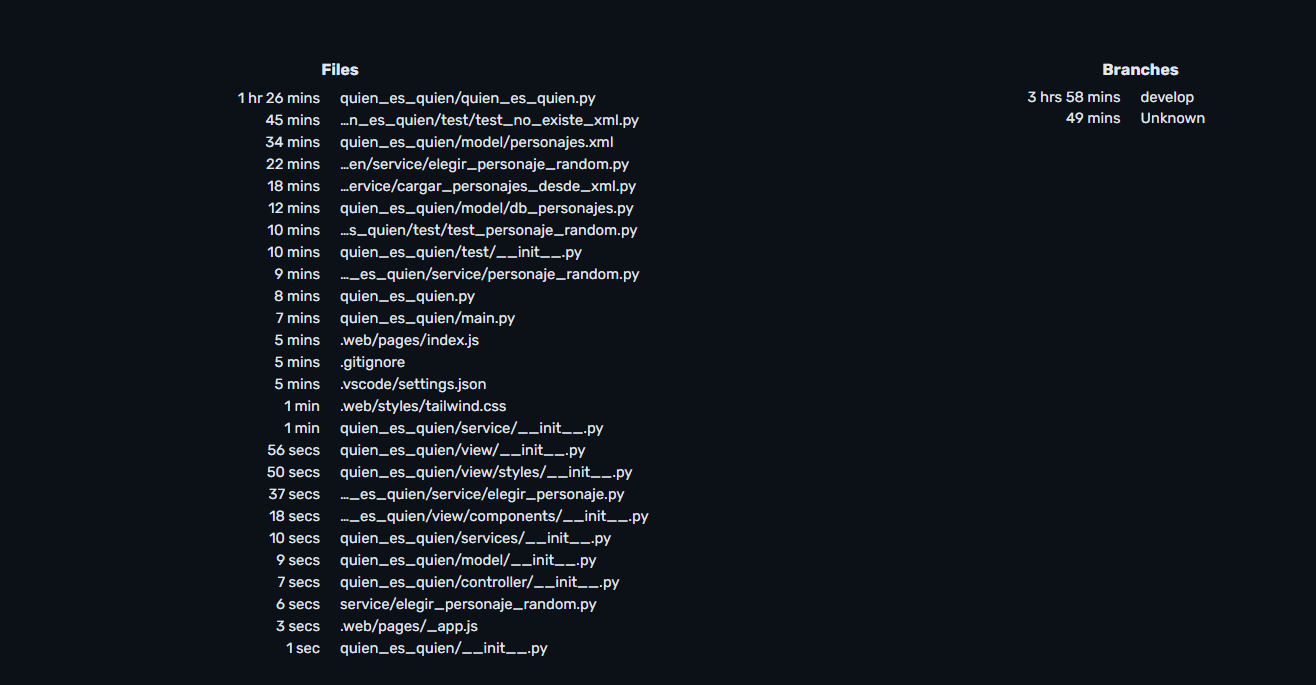 Files
1 hr 26 mins quien_es_quien/quien_es_quien.py
45 mins …n_es_quien/test/test_no_existe_xml.py
34 mins quien_es_quien/model/personajes.xml
22 mins …en/service/elegir_personaje_random.py
18 mins …ervice/cargar_personajes_desde_xml.py
12 mins quien_es_quien/model/db_personajes.py
10 mins …s_quien/test/test_personaje_random.py
10 mins quien_es_quien/test/__init__.py
9 mins …_es_quien/service/personaje_random.py
8 mins quien_es_quien.py
7 mins quien_es_quien/main.py
5 mins .web/pages/index.js
5 mins .gitignore
5 mins .vscode/settings.json
1 min .web/styles/tailwind.css
1 min quien_es_quien/service/__init__.py
56 secs quien_es_quien/view/__init__.py
50 secs quien_es_quien/view/styles/__init__.py
37 secs …_es_quien/service/elegir_personaje.py
18 secs …_es_quien/view/components/__init__.py
10 secs quien_es_quien/services/__init__.py
9 secs quien_es_quien/model/__init__.py
7 secs quien_es_quien/controller/__init__.py
6 secs service/elegir_personaje_random.py
3 secs .web/pages/_app.js
1 sec quien_es_quien/__init__.py
Branches
3 hrs 58 mins develop
49 mins Unknown